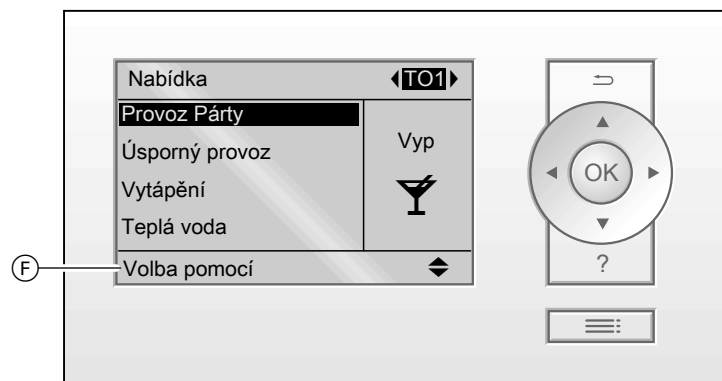 Nabídka TO1
Provoz Párty
Vyp
Úsporný provoz
Vytápění
Teplá voda
Volba pomocí
F
OK
?